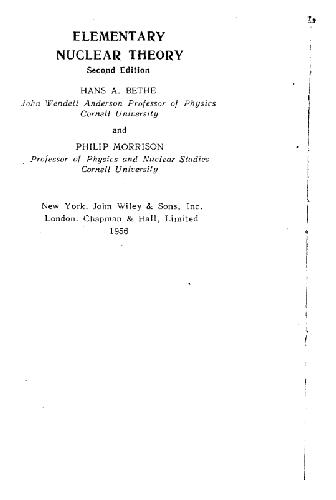 ELEMENTARY
NUCLEAR THEORY
Second Edition
HANS A. BETHE
John Wendell Anderson Professor of Physics
Cornell University
and
PHILIP MORRISON
Professor of Physics and Nuclear Studies
Cornell University
New York. John Wiley & Sons, Inc.
London. Chapman & Hall, Limited
1956